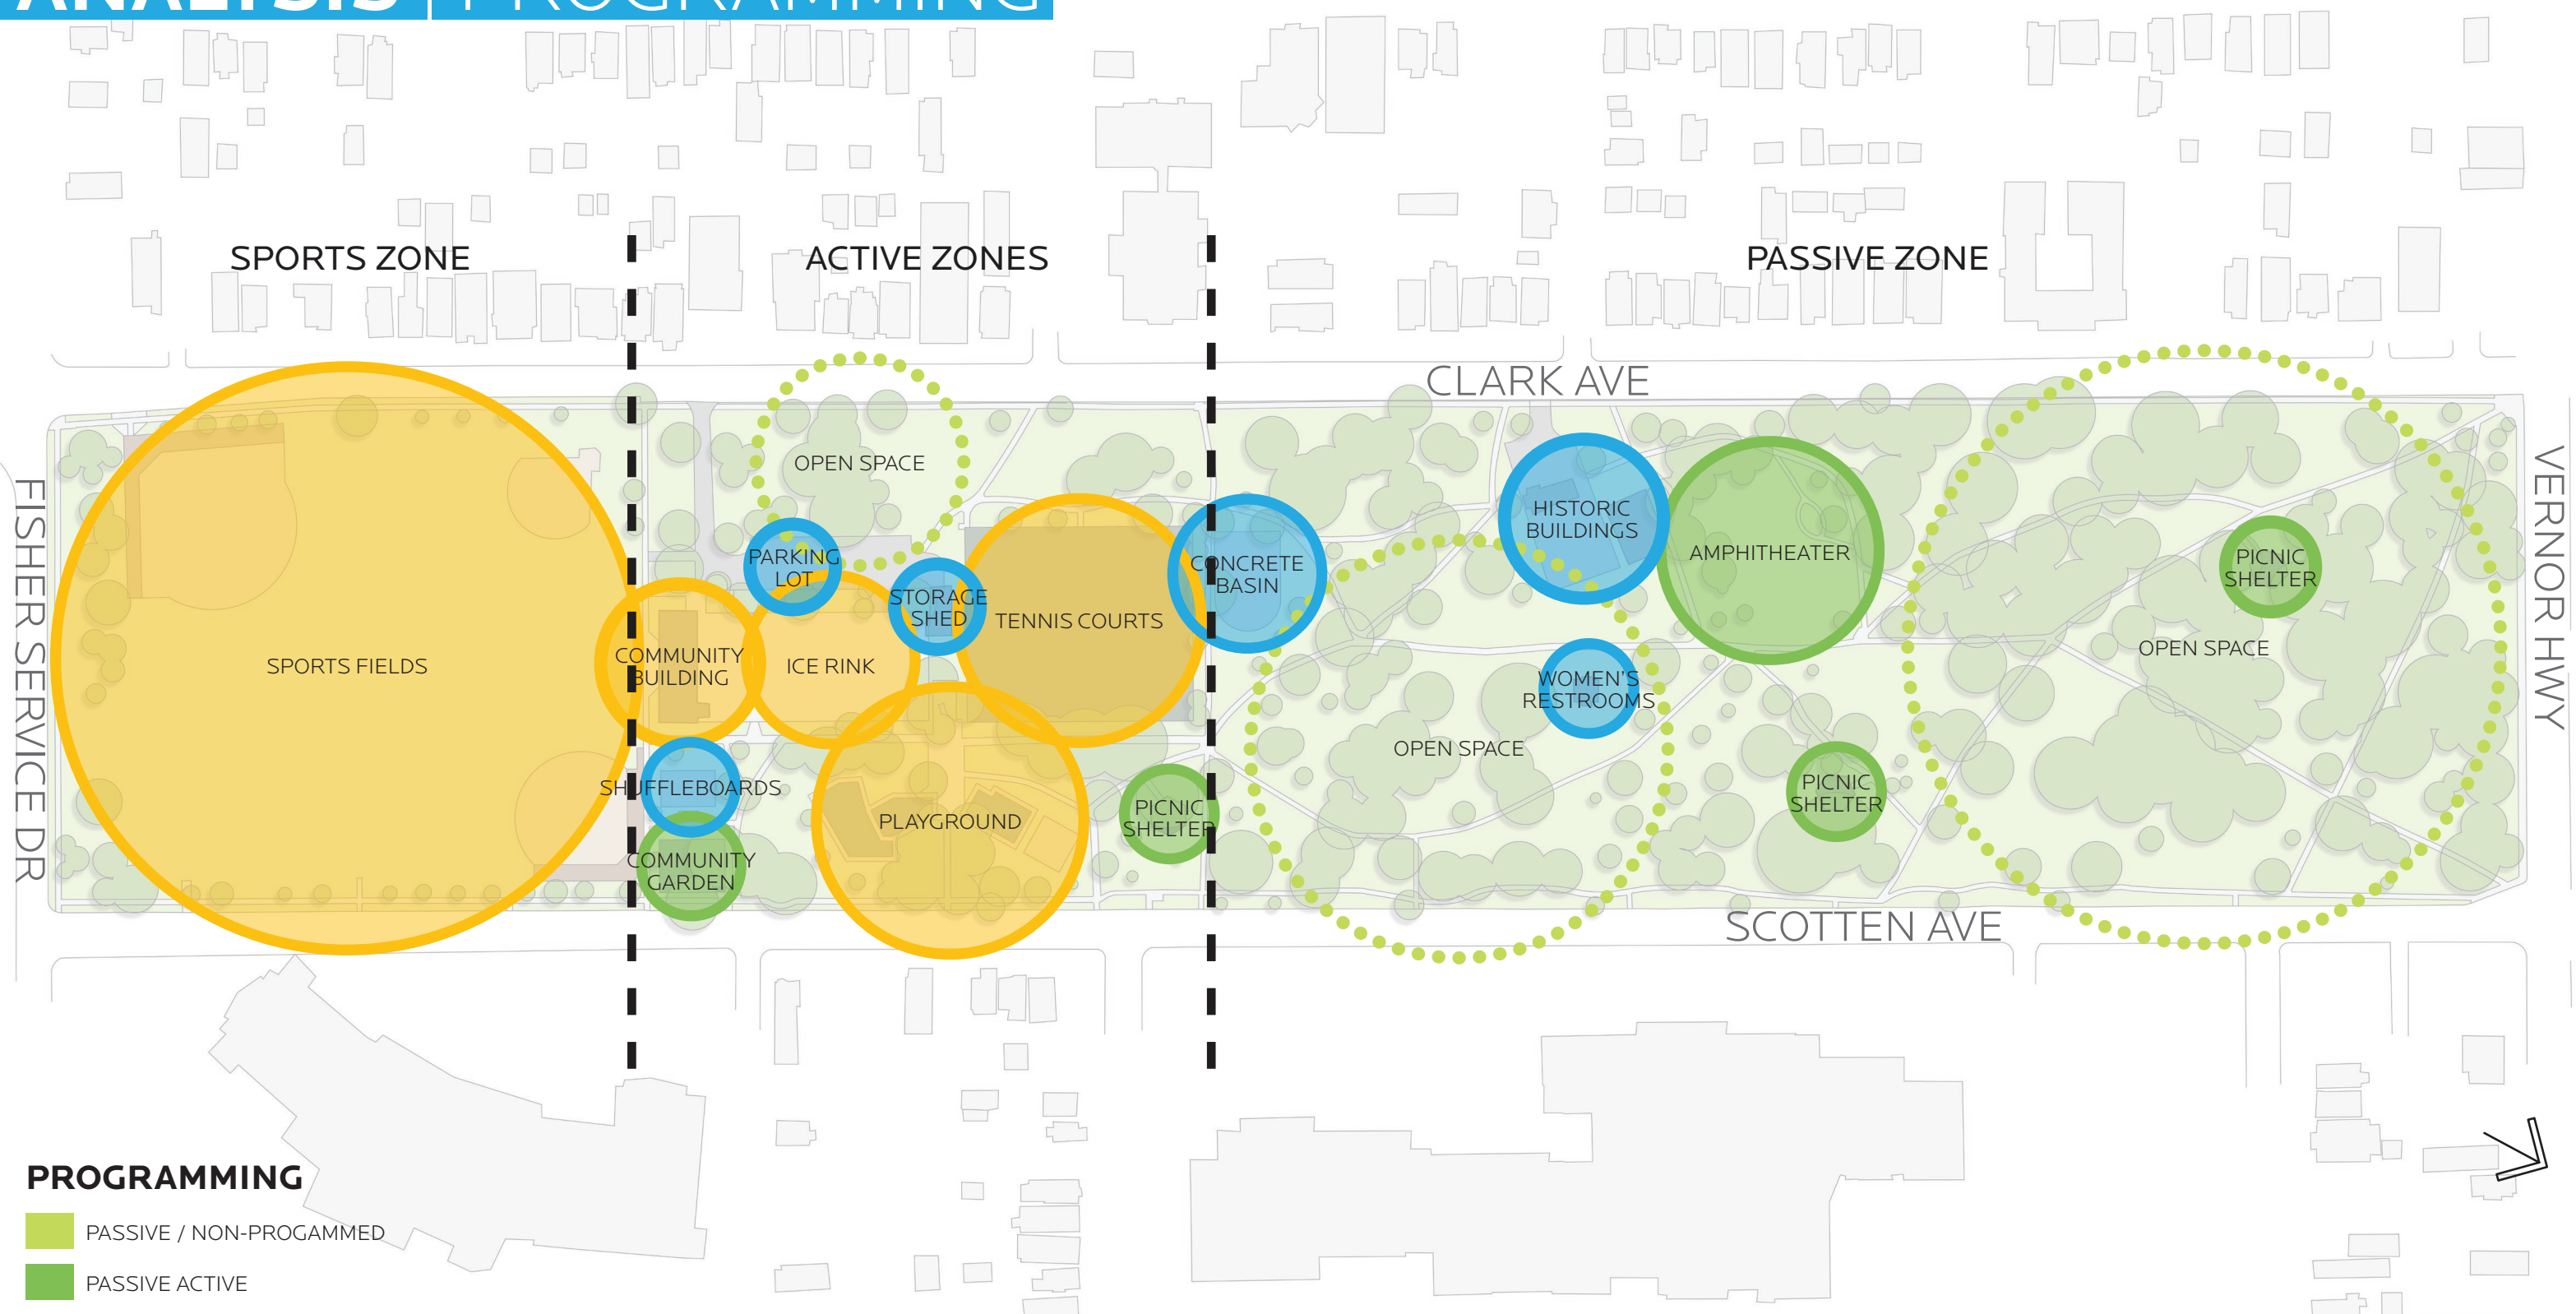 ANALYSIS | PROGRAMMING
SPORTS ZONE
ACTIVE ZONES
PASSIVE ZONE
CLARK AVE
FISHER SERVICE DR
VERNOR HWY
SCOTTEN AVE
SPORTS FIELDS
OPEN SPACE
PARKING
LOT
STORAGE
SHED
COMMUNITY
BUILDING
ICE RINK
TENNIS COURTS
CONCRETE
BASIN
SHUFFLEBOARDS
COMMUNITY
GARDEN
PLAYGROUND
PICNIC
SHELTER
HISTORIC
BUILDINGS
AMPHITHEATER
WOMEN'S
RESTROOMS
OPEN SPACE
PICNIC
SHELTER
PICNIC
SHELTER
OPEN SPACE
PROGRAMMING
PASSIVE / NON-PROGAMMED
PASSIVE ACTIVE